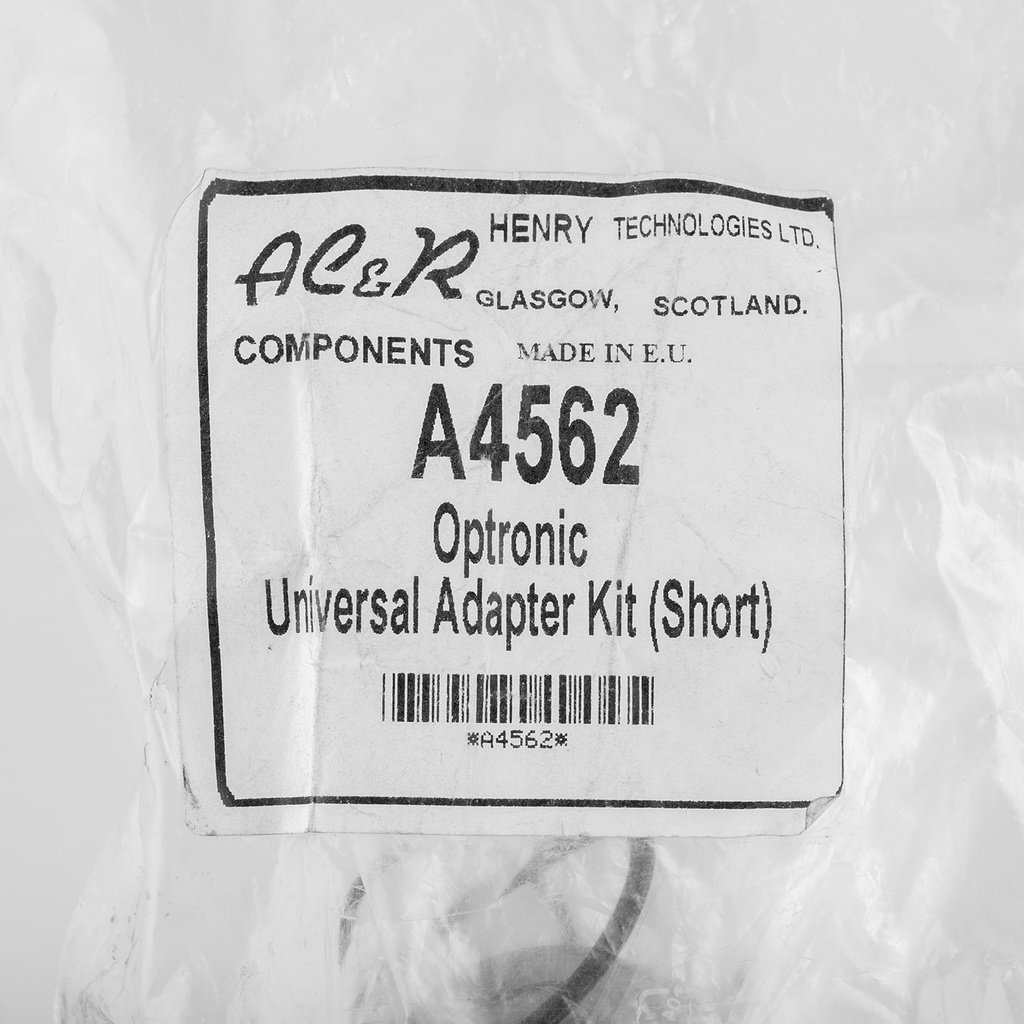 AC&R HENRY TECHNOLOGIES LTD.
GLASGOW, SCOTLAND.
COMPONENTS MADE IN E.U.
A4562
Optronic
Universal Adapter Kit (Short)
*A4562*